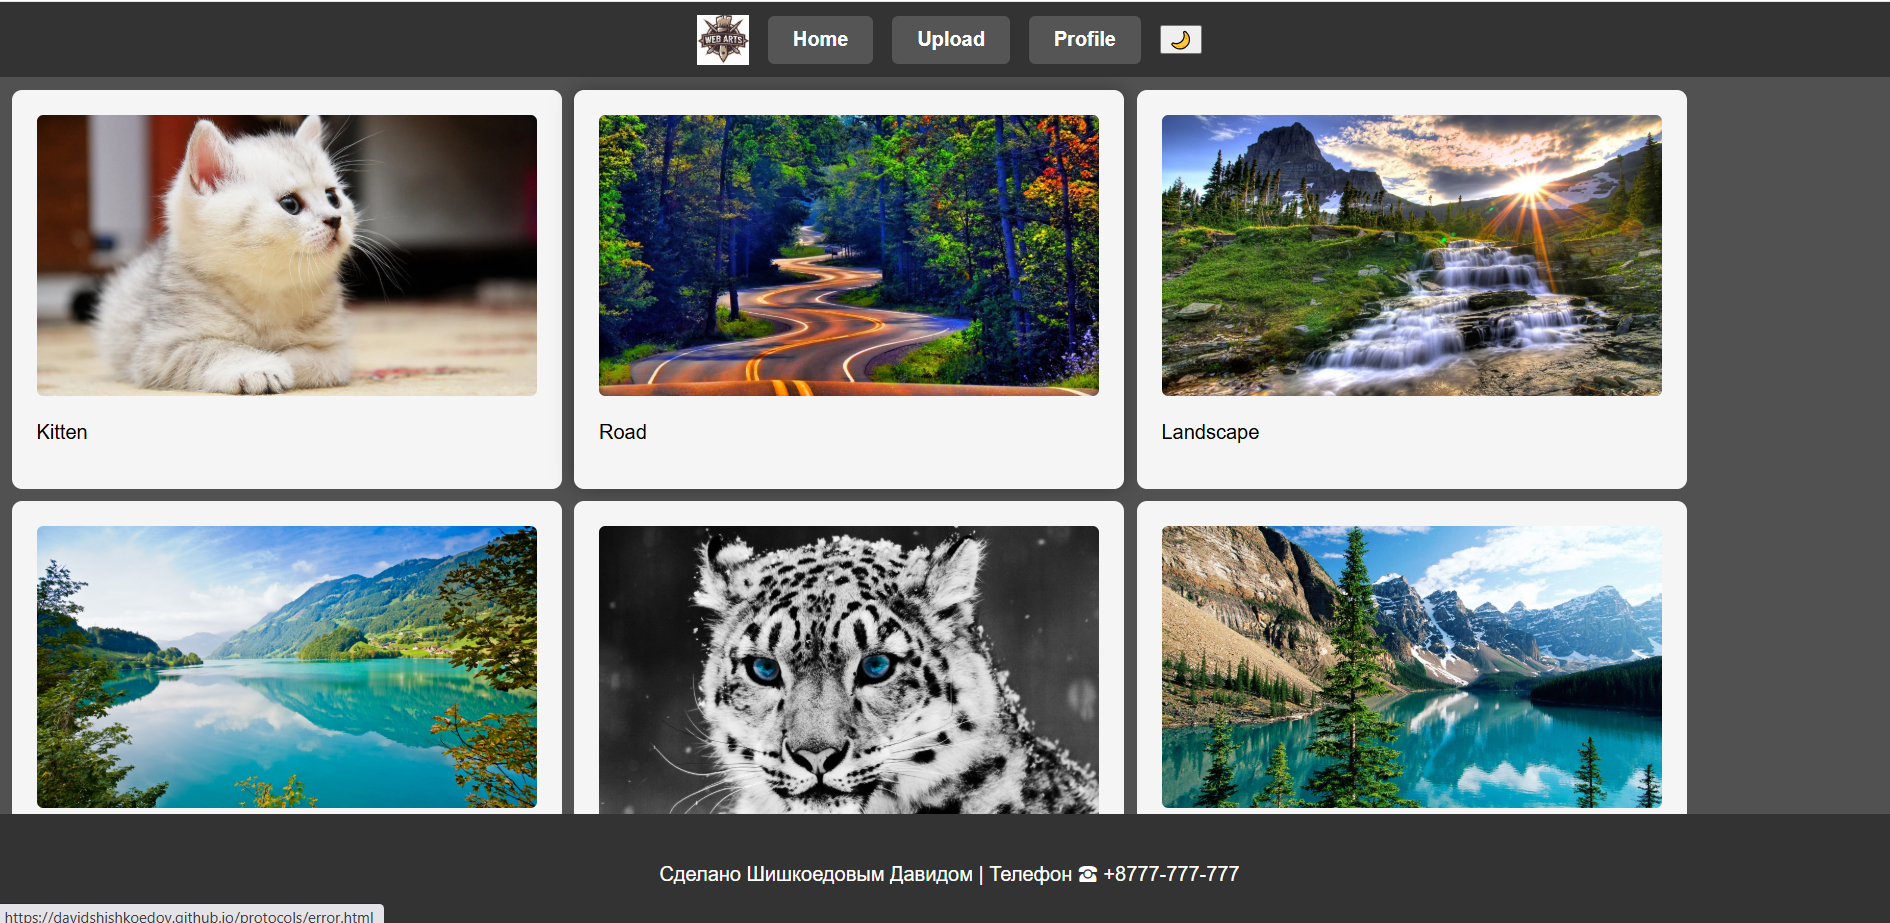 WEB ARTS
Home
Upload
Profile
Kitten
Road
Landscape
Сделано Шишкоедовым Давидом | Телефон ☎ +8777-777-777
https://davidshishkoedov.github.io/protocols/error.html